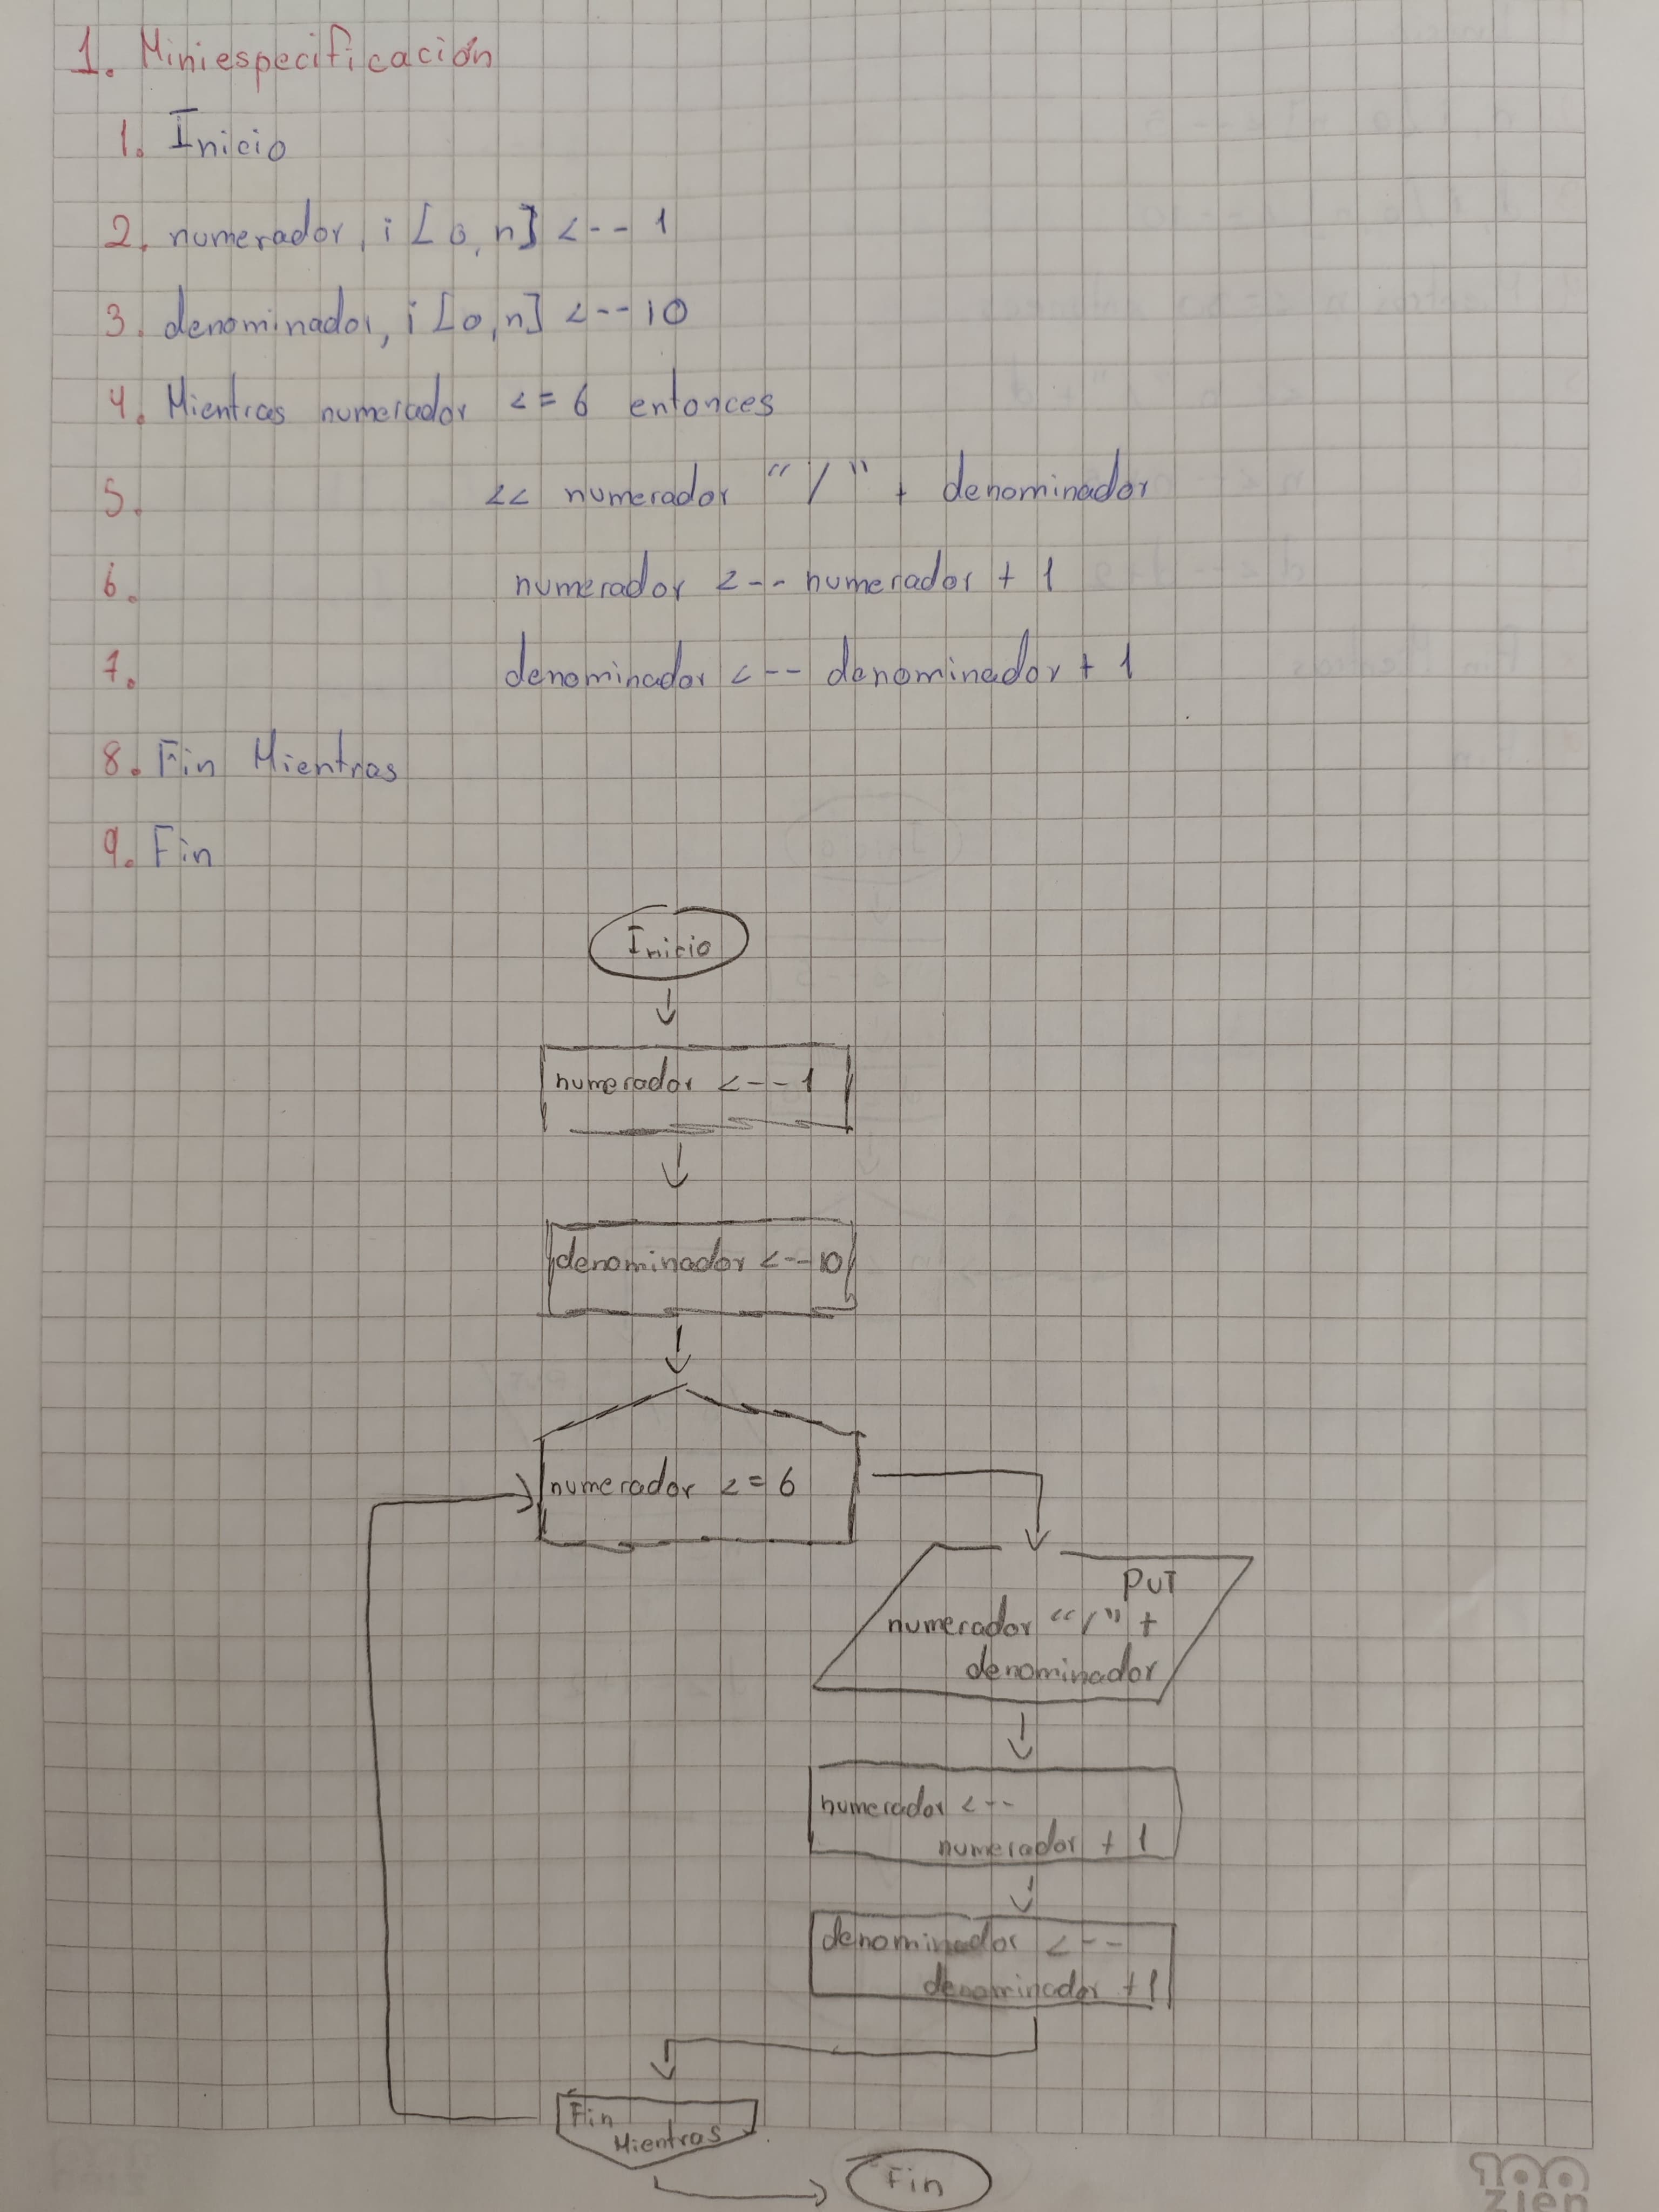 1. Miniespecificación
1. Inicio
2. numerador, i [0, n] <-- 1
3. denominador, i [0, n] <-- 10
4. Mientras numerador <= 6 entonces
5. << numerador "/" + denominador
6. numerador <-- numerador + 1
7. denominador <-- denominador + 1
8. Fin Mientras
9. Fin
Inicio
numerador <-- 1
denominador <-- 10
numerador <= 6
PUT
numerador "/" +
denominador
numerador <--
numerador + 1
denominador <--
denominador + 1
Fin
Mientras
Fin
100
zien